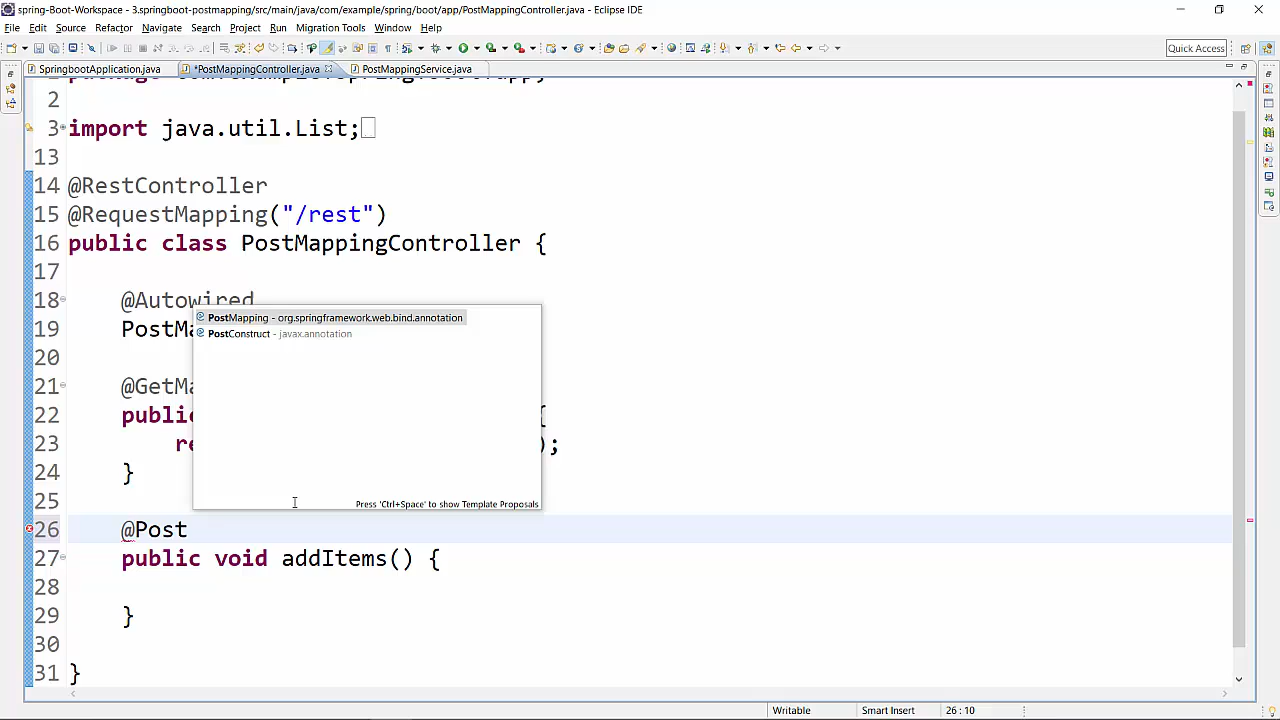 spring-Boot-Workspace - 3.springboot-postmapping/src/main/java/com/example/spring/boot/app/PostMappingController.java - Eclipse IDE
File Edit Source Refactor Navigate Search Project Run Migration Tools Window Help
Quick Access
SpringbootApplication.java *PostMappingController.java PostMappingService.java
2
3 import java.util.List;
13
14 @RestController
15 @RequestMapping("/rest")
16 public class PostMappingController {
17
18 @Autowired
PostMapping - org.springframework.web.bind.annotation
19 PostMa
PostConstruct - javax.annotation
20
21 @GetMa
22 public {
23 re );
24 }
25
Press 'Ctrl+Space' to show Template Proposals
26 @Post
27 public void addItems() {
28
29 }
30
31 }
Writable Smart Insert 26 : 10